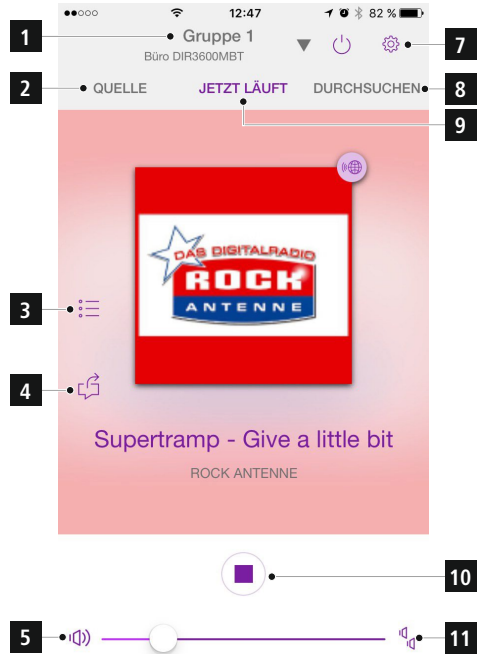 12:47 82 %
1 Gruppe 1 7
Büro DIR3600MBT
2 QUELLE JETZT LÄUFT DURCHSUCHEN 8
9
DAS DIGITALRADIO
ROCK
ANTENNE
3
4
Supertramp - Give a little bit
ROCK ANTENNE
10
5 11